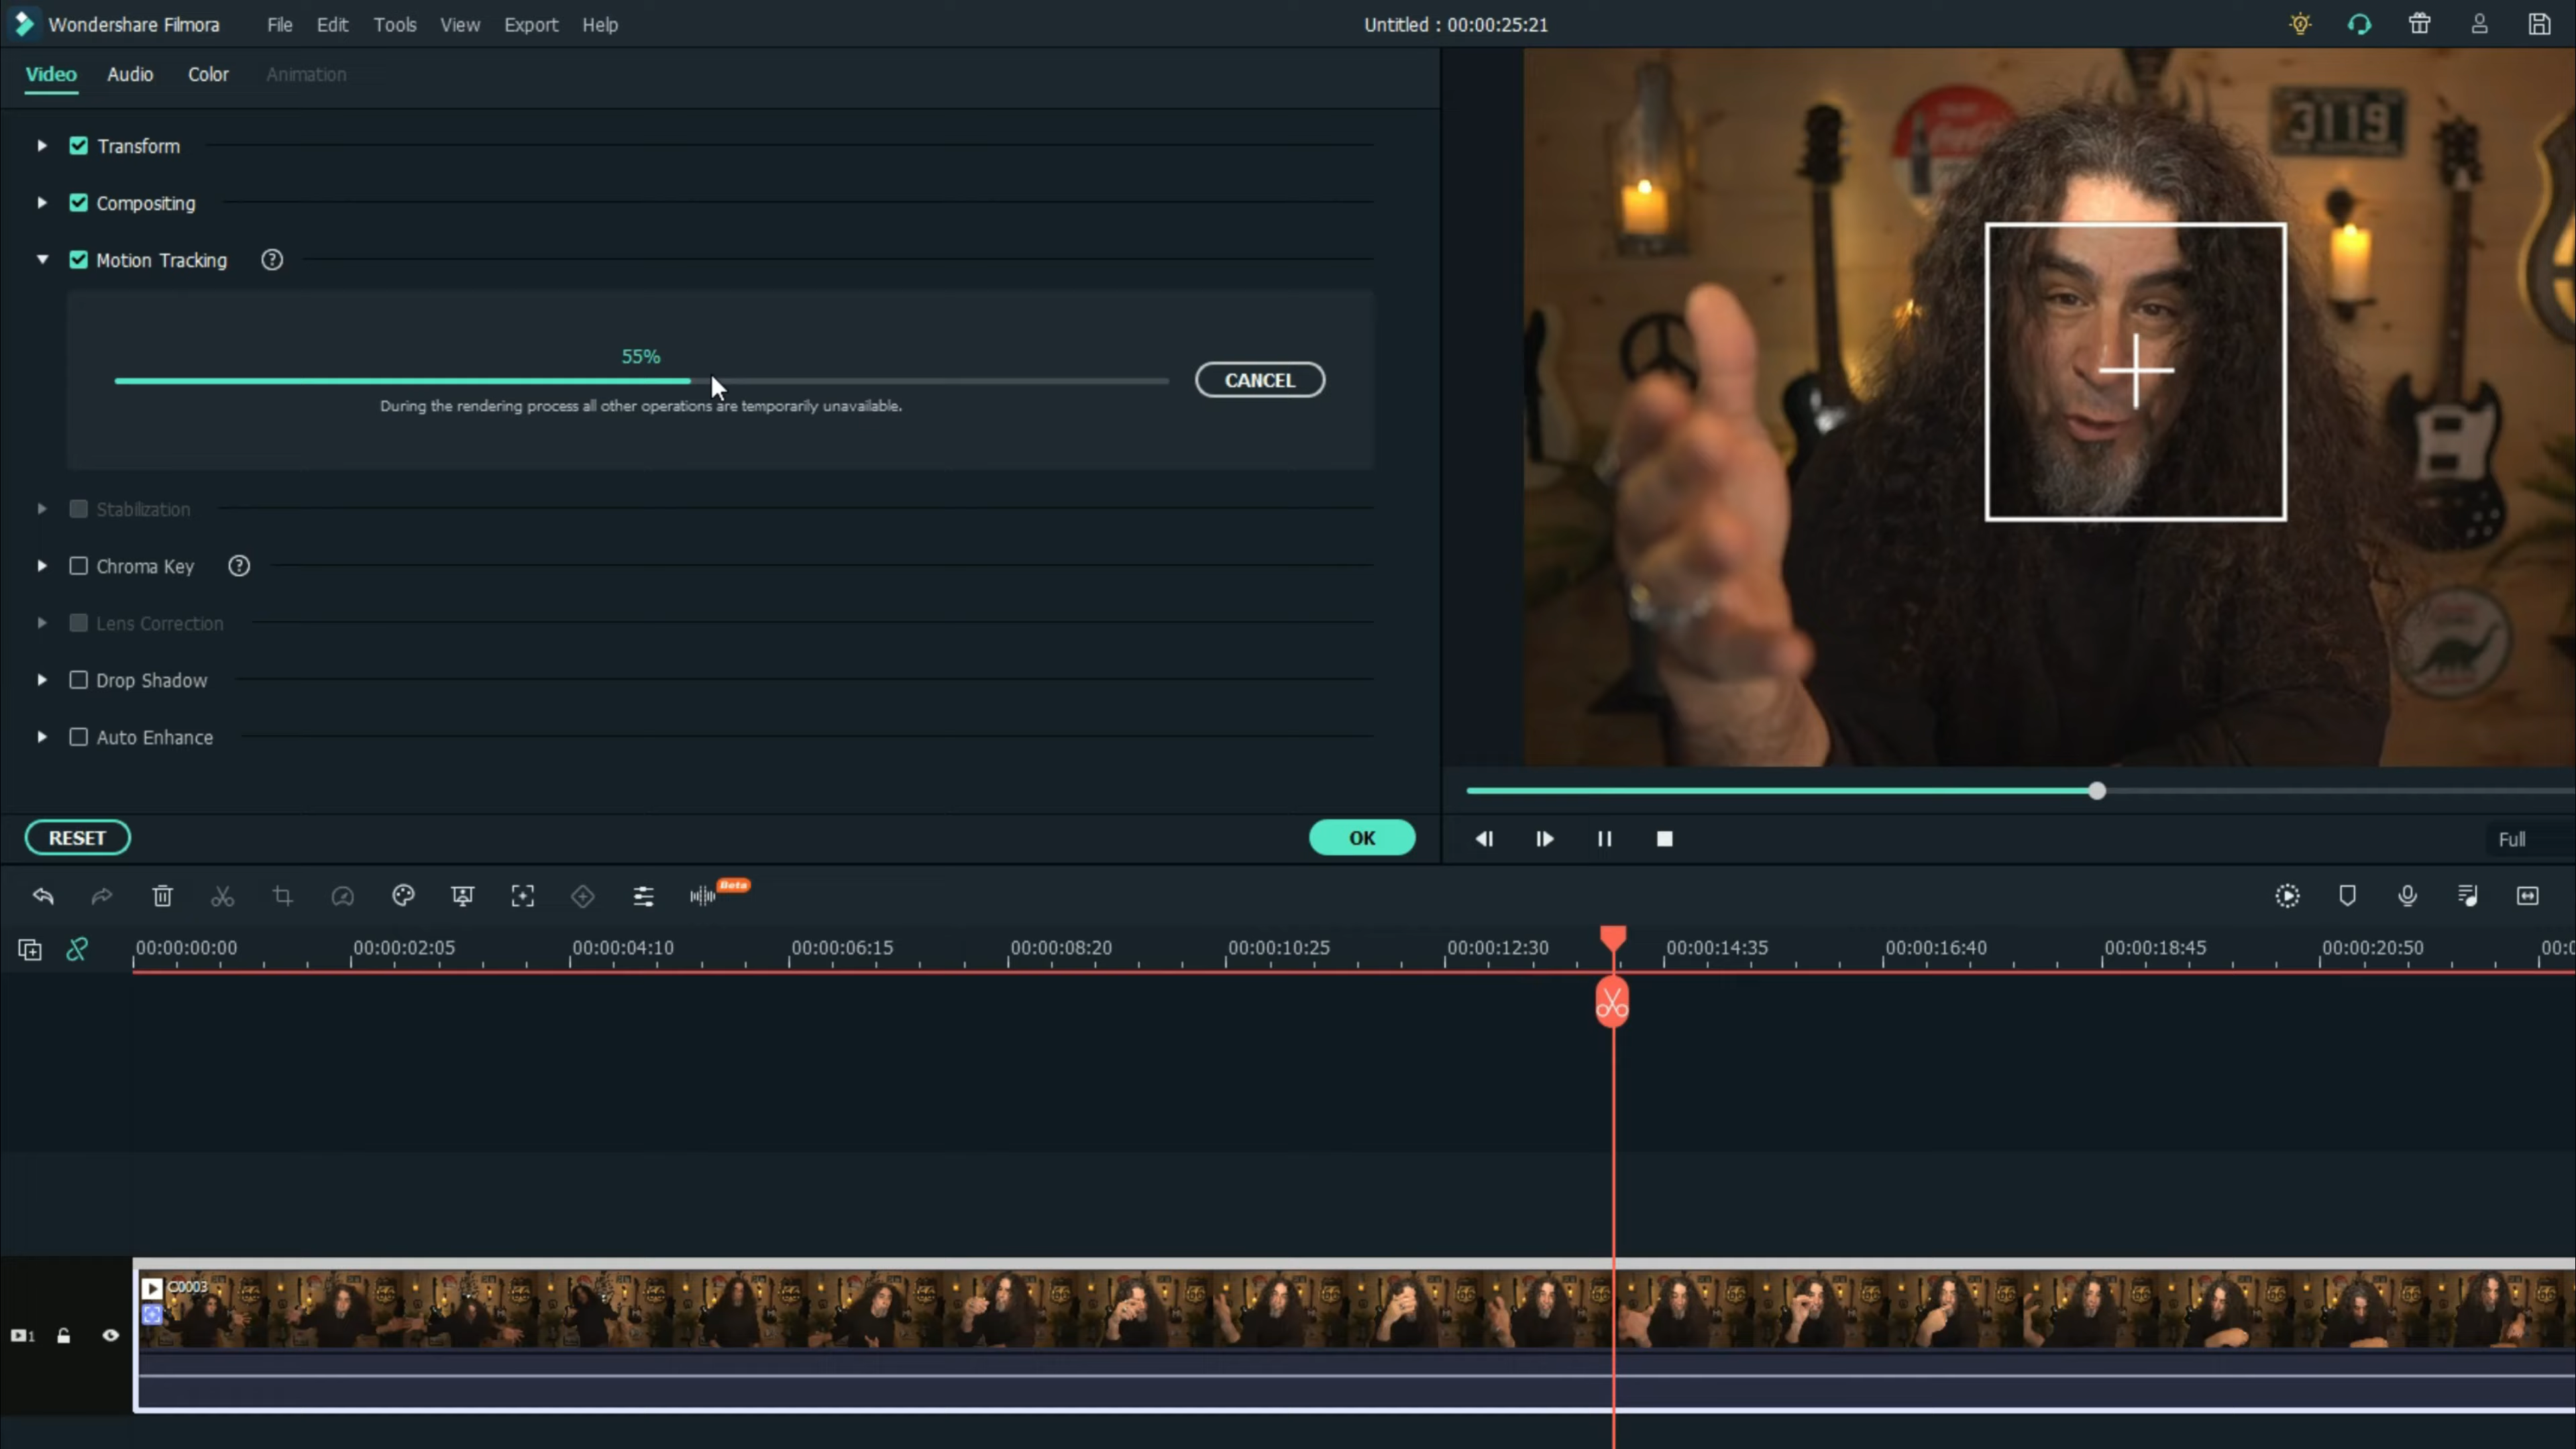 Wondershare Filmora File Edit Tools View Export Help Untitled : 00:00:25:21
Video Audio Color Animation
Transform
Compositing
Motion Tracking ?
55%
CANCEL
During the rendering process all other operations are temporarily unavailable.
Stabilization
Chroma Key ?
Lens Correction
Drop Shadow
Auto Enhance
3119
RESET OK Full
Beta
00:00:00:00 00:00:02:05 00:00:04:10 00:00:06:15 00:00:08:20 00:00:10:25 00:00:12:30 00:00:14:35 00:00:16:40 00:00:18:45 00:00:20:50
C0003
1